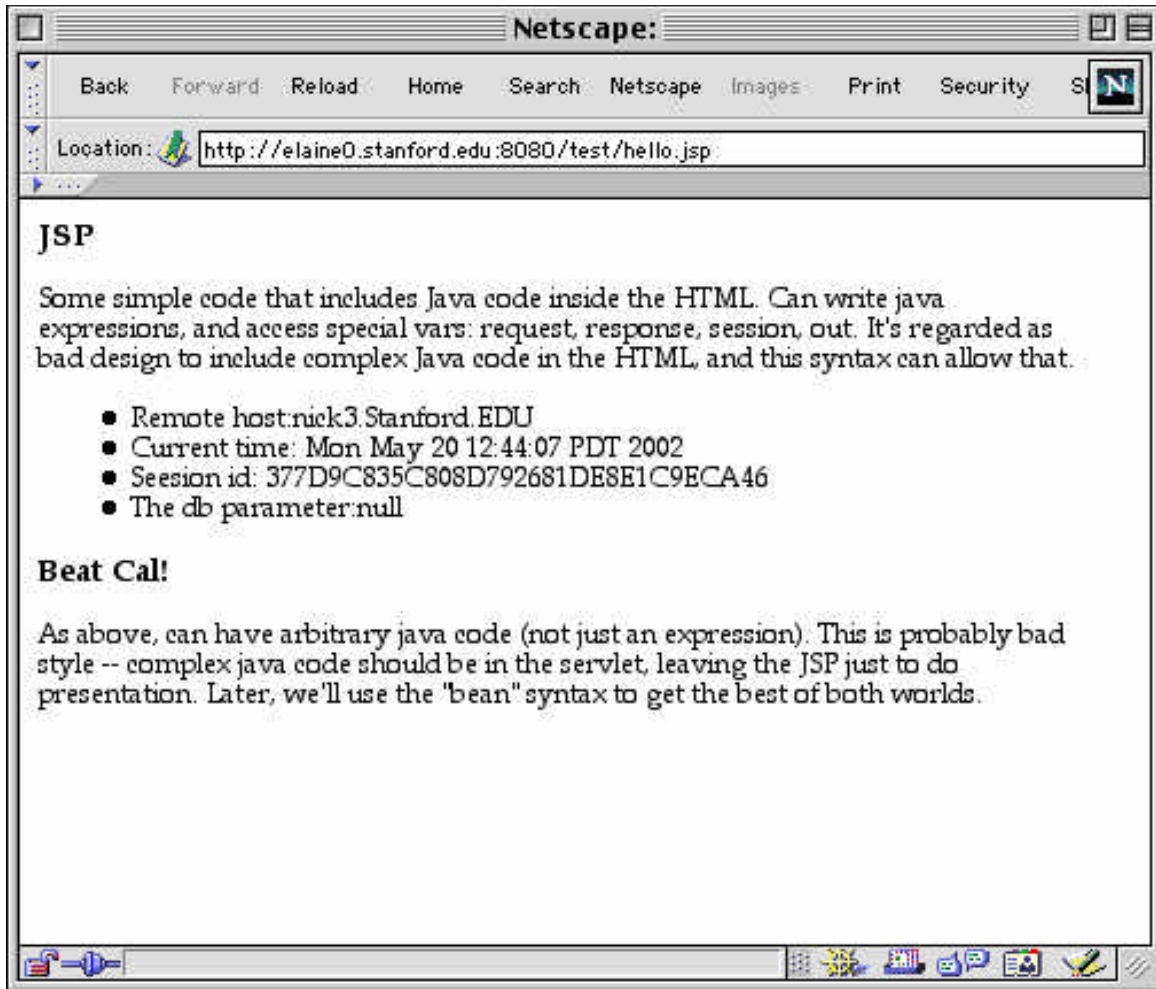 Netscape:
Back Forward Reload Home Search Netscape Images Print Security
N
Location: http://elaine0.stanford.edu:8080/test/hello.jsp
...
JSP
Some simple code that includes Java code inside the HTML. Can write java
expressions, and access special vars: request, response, session, out. It's regarded as
bad design to include complex Java code in the HTML, and this syntax can allow that.
Remote host:nick3.Stanford.EDU
Current time: Mon May 20 12:44:07 PDT 2002
Seesion id: 377D9C835C808D792681DE8E1C9ECA46
The db parameter:null
Beat Cal!
As above, can have arbitrary java code (not just an expression). This is probably bad
style -- complex java code should be in the servlet, leaving the JSP just to do
presentation. Later, we'll use the "bean" syntax to get the best of both worlds.